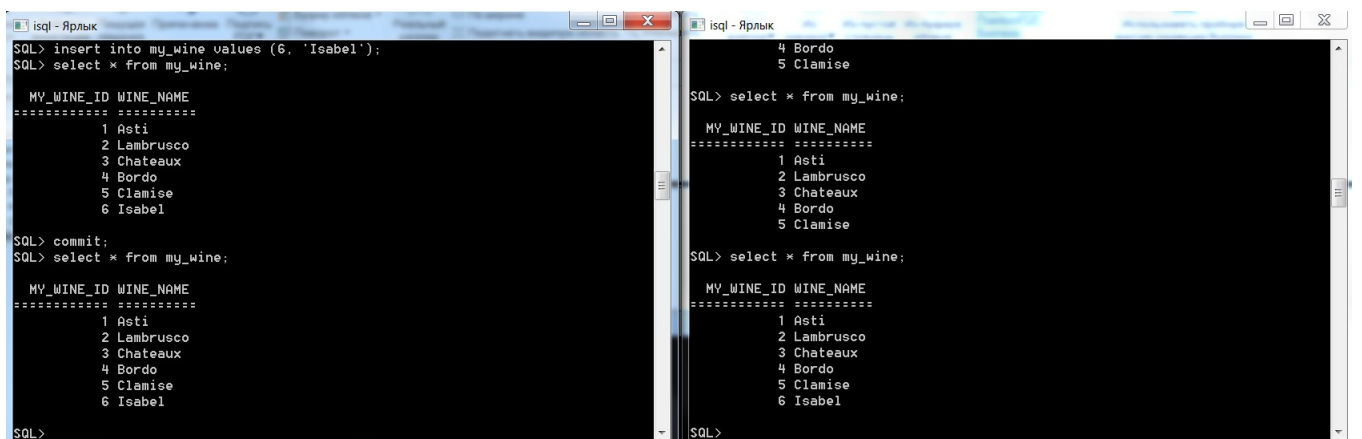 isql - Ярлык
SQL> insert into my_wine values (6, 'Isabel');
SQL> select * from my_wine;
MY_WINE_ID WINE_NAME
============ ==========
1 Asti
2 Lambrusco
3 Chateaux
4 Bordo
5 Clamise
6 Isabel
SQL> commit;
SQL> select * from my_wine;
MY_WINE_ID WINE_NAME
============ ==========
1 Asti
2 Lambrusco
3 Chateaux
4 Bordo
5 Clamise
6 Isabel
SQL>
isql - Ярлык
4 Bordo
5 Clamise
SQL> select * from my_wine;
MY_WINE_ID WINE_NAME
============ ==========
1 Asti
2 Lambrusco
3 Chateaux
4 Bordo
5 Clamise
SQL> select * from my_wine;
MY_WINE_ID WINE_NAME
============ ==========
1 Asti
2 Lambrusco
3 Chateaux
4 Bordo
5 Clamise
6 Isabel
SQL>